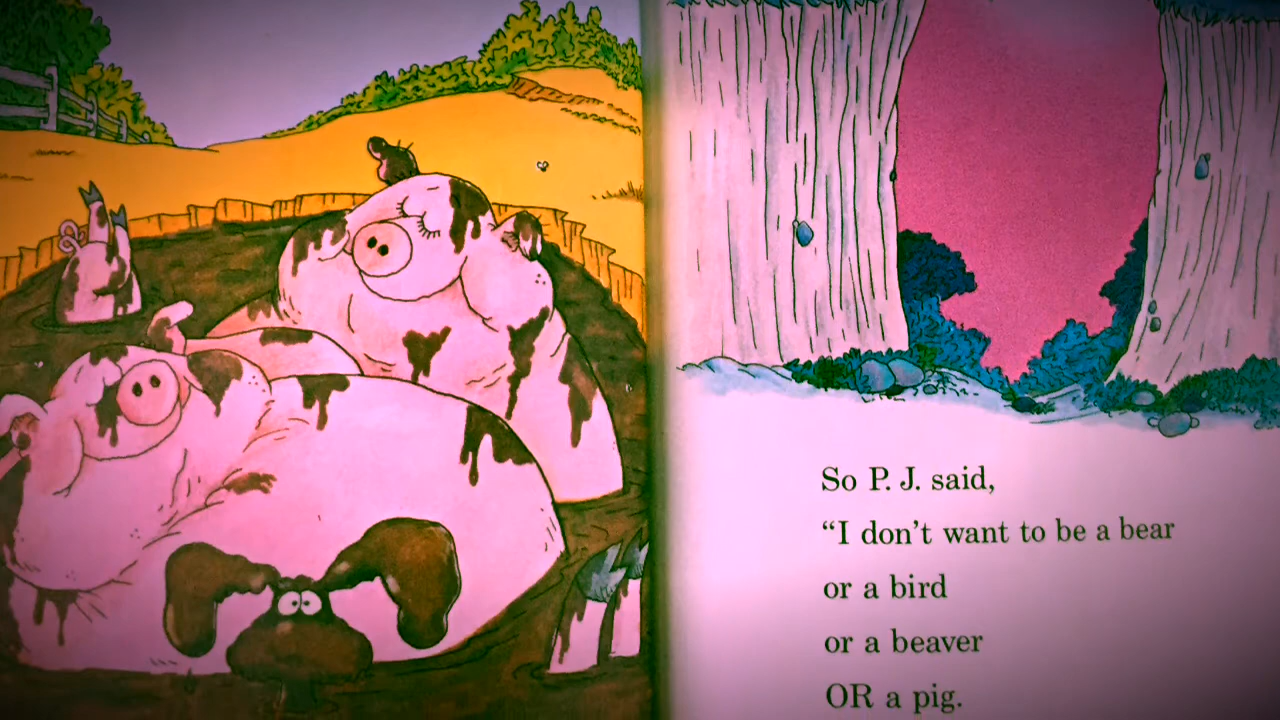 So P. J. said,
“I don’t want to be a bear
or a bird
or a beaver
OR a pig.